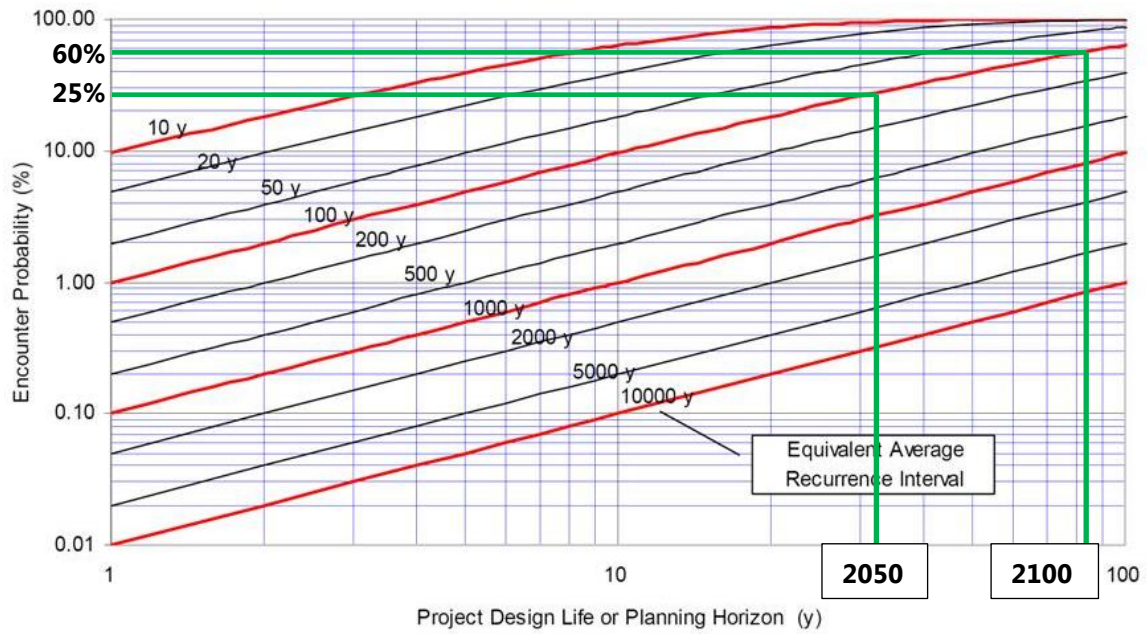 100.00
60%
25%
10 y
10.00
20 y
50 y
100 y
200 y
500 y
1.00
1000 y
2000 y
5000 y
10000 y
0.10
Equivalent Average
Recurrence Interval
0.01
2050
2100
1
10
100
Encounter Probability (%)
Project Design Life or Planning Horizon (y)